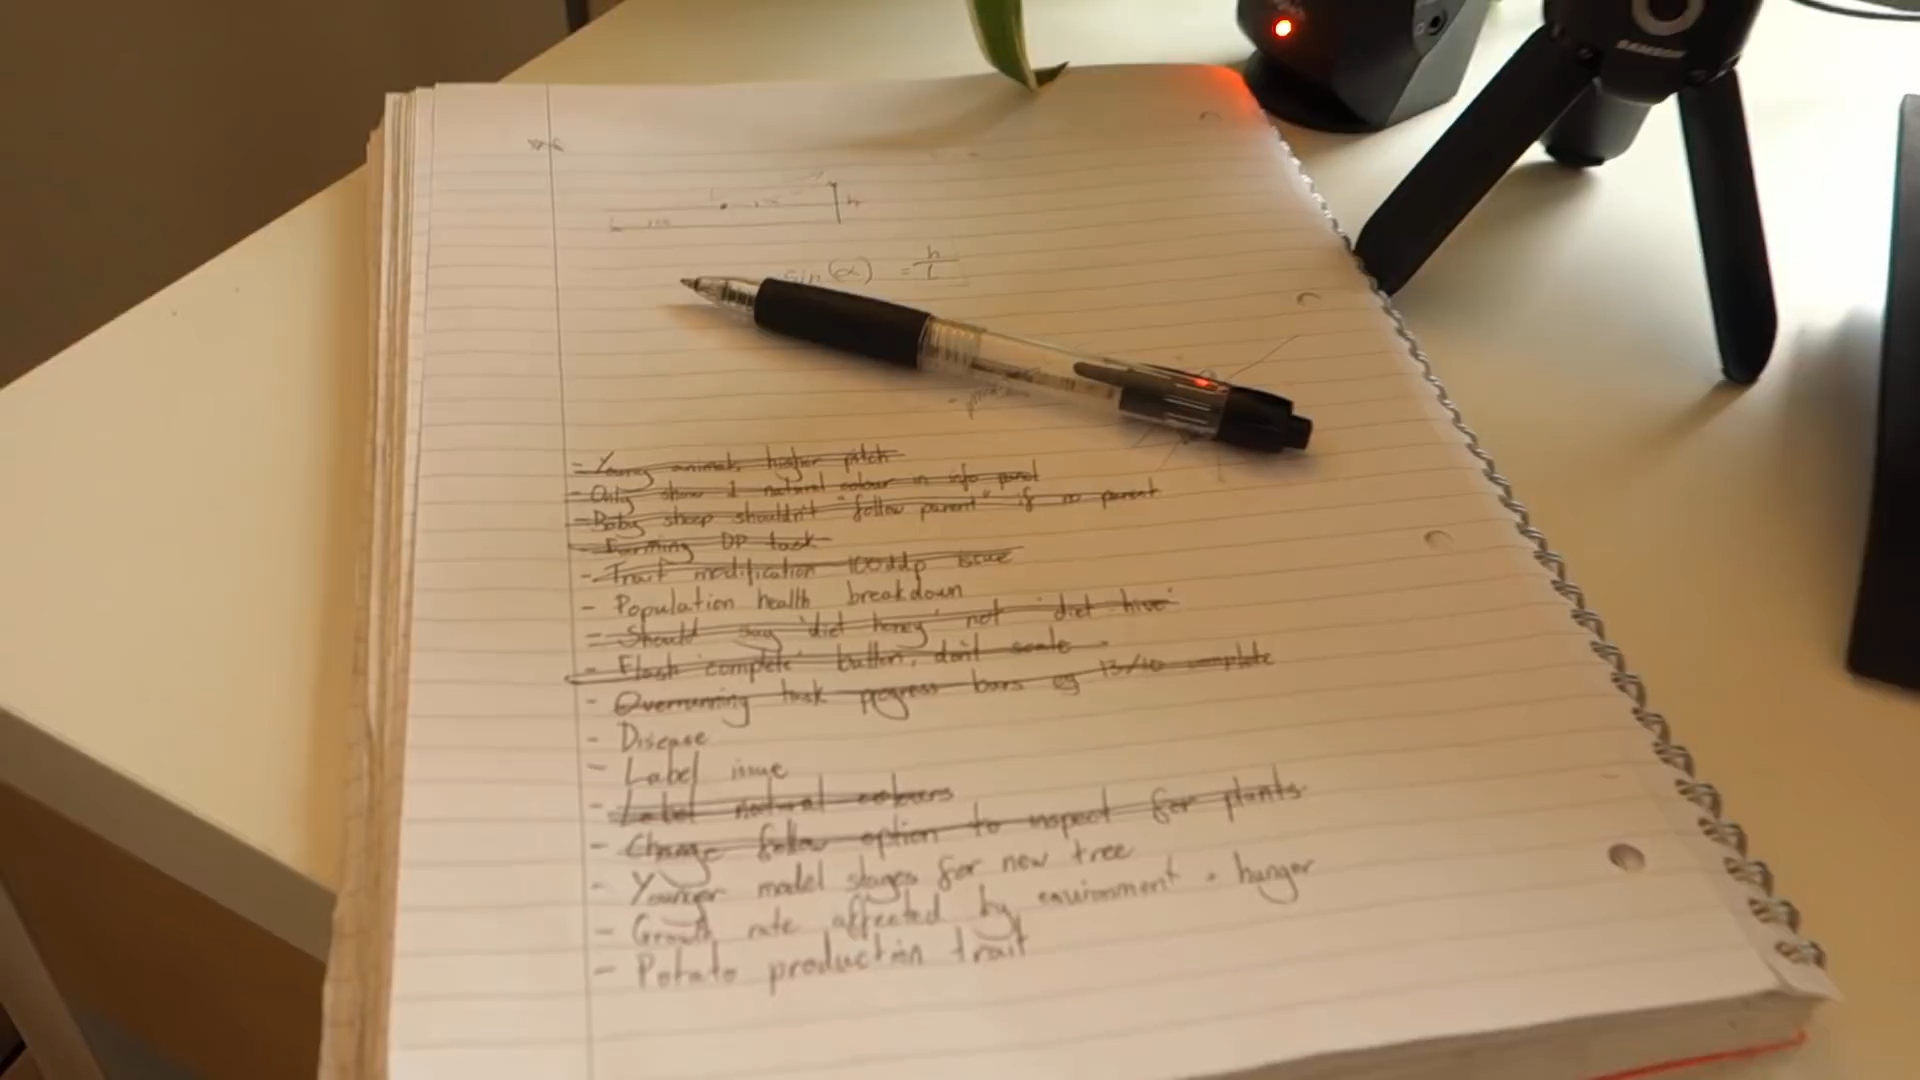 SAMSON
h
sin(α) = h/L
- Young animals higher pitch
- Only show 1 natural colour in info panel
- Baby sheep shouldn't "follow parent" if no parent
- Farming DP task
- Trait modification 100ddp issue
- Population health breakdown
- Should say 'diet honey' not 'diet hive'
- Flash 'complete' button, don't scale
- Overrunning task progress bars eg 13/10 complete
- Disease
- Label issue
- Label natural colours
- Change follow option to inspect for plants
- Younger model stages for new tree
- Growth rate affected by environment + hunger
- Potato production trait